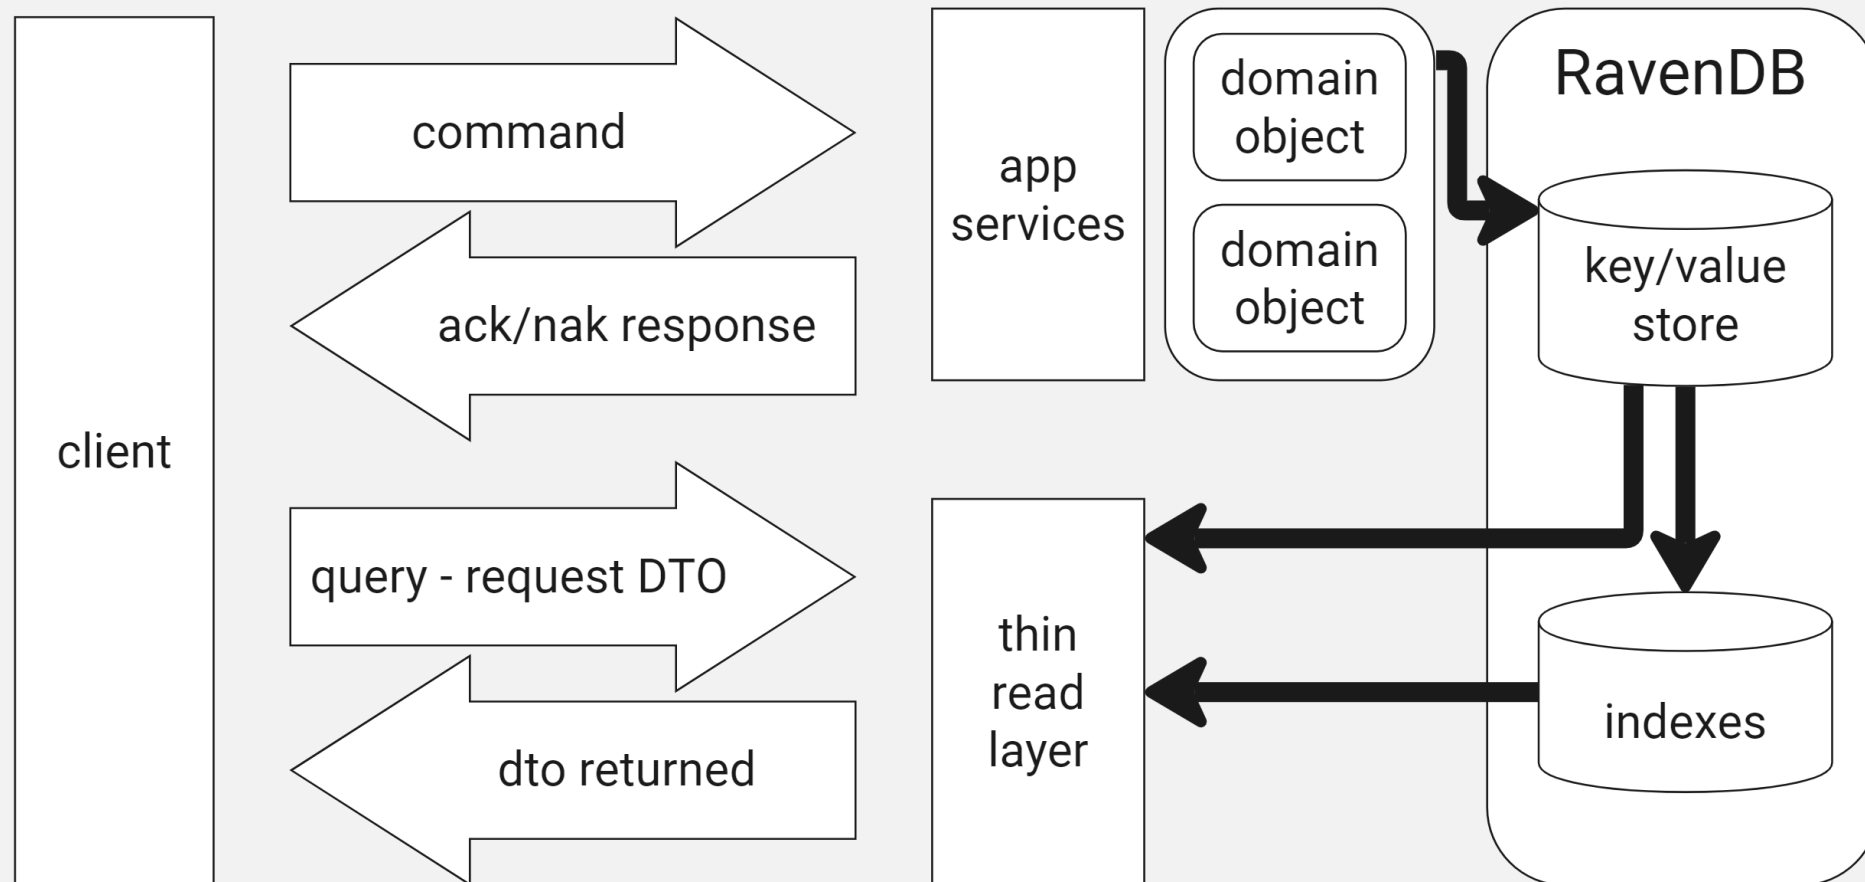 client
command
ack/nak response
query - request DTO
dto returned
app
services
domain
object
domain
object
thin
read
layer
RavenDB
key/value
store
indexes